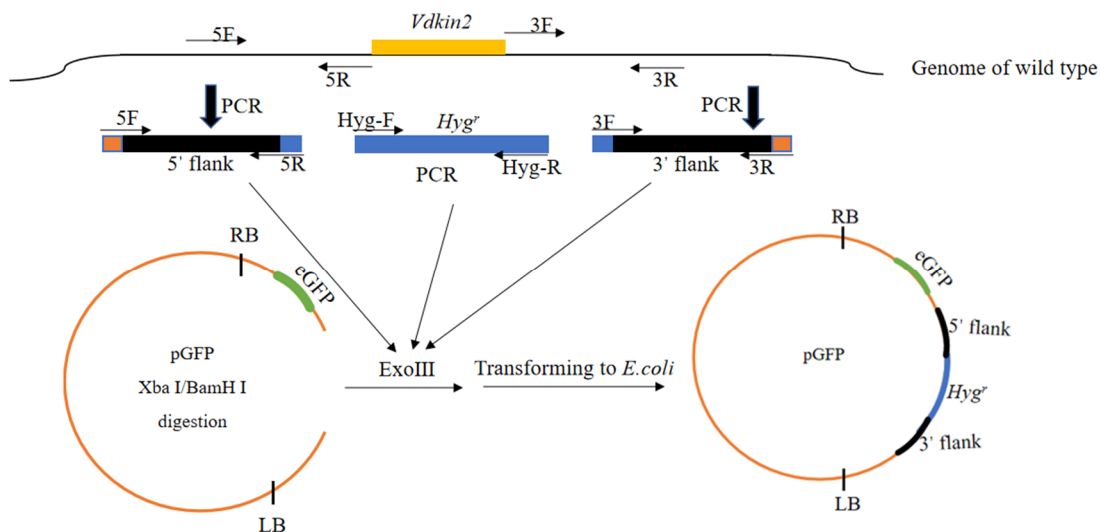 Vdkin2
5F
3F
5R
3R
Genome of wild type
PCR
PCR
5F
Hyg-F
Hygʳ
3F
5' flank
5R
Hyg-R
3' flank
3R
PCR
RB
eGFP
pGFP
Xba I/BamH I
digestion
LB
ExoIII
Transforming to E.coli
RB
eGFP
5' flank
pGFP
Hygʳ
3' flank
LB